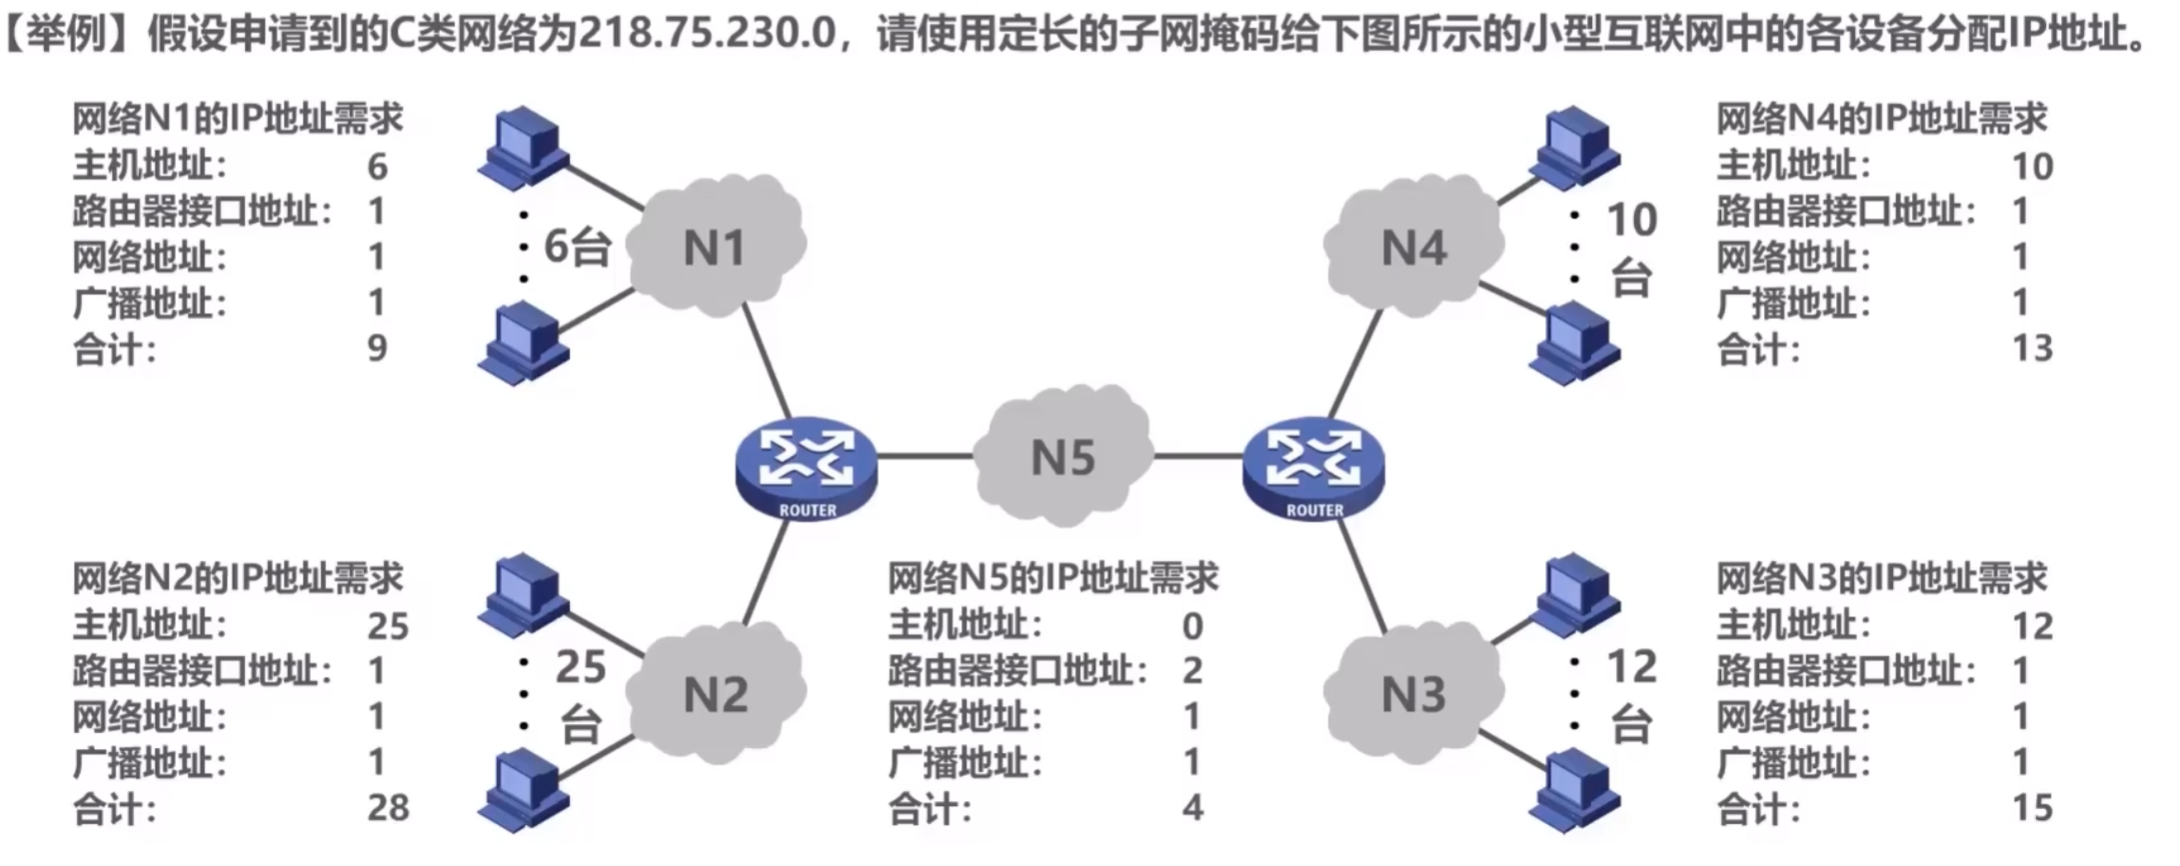 【举例】假设申请到的C类网络为218.75.230.0，请使用定长的子网掩码给下图所示的小型互联网中的各设备分配IP地址。
网络N1的IP地址需求
主机地址： 6
路由器接口地址： 1
网络地址： 1
广播地址： 1
合计： 9
6台
N1
N4
10
台
网络N4的IP地址需求
主机地址： 10
路由器接口地址： 1
网络地址： 1
广播地址： 1
合计： 13
ROUTER
N5
ROUTER
网络N2的IP地址需求
主机地址： 25
路由器接口地址： 1
网络地址： 1
广播地址： 1
合计： 28
25
台
N2
网络N5的IP地址需求
主机地址： 0
路由器接口地址： 2
网络地址： 1
广播地址： 1
合计： 4
N3
12
台
网络N3的IP地址需求
主机地址： 12
路由器接口地址： 1
网络地址： 1
广播地址： 1
合计： 15